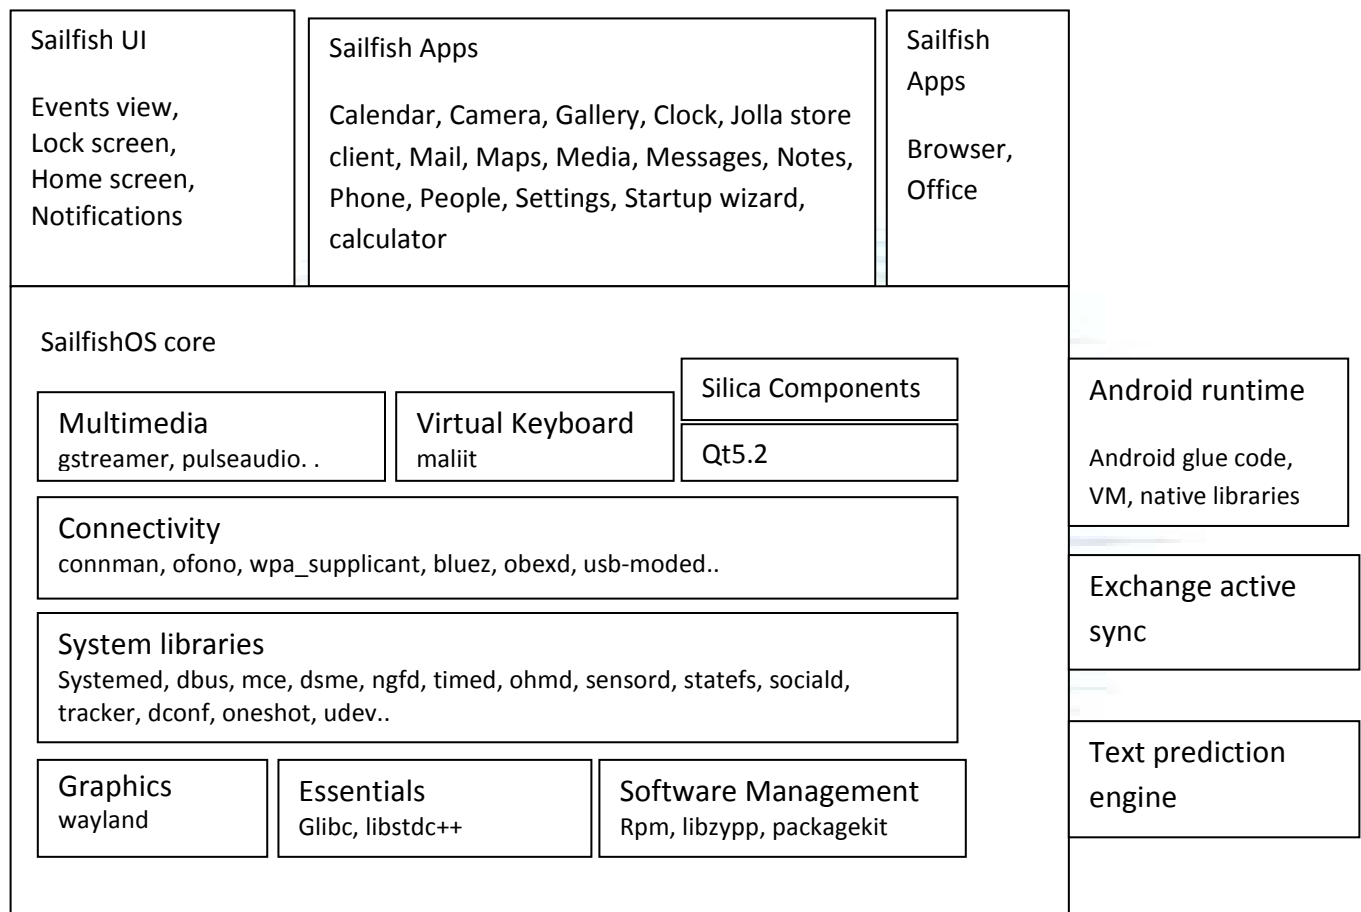 Sailfish UI
Events view,
Lock screen,
Home screen,
Notifications
Sailfish Apps
Calendar, Camera, Gallery, Clock, Jolla store
client, Mail, Maps, Media, Messages, Notes,
Phone, People, Settings, Startup wizard,
calculator
Sailfish
Apps
Browser,
Office
SailfishOS core
Multimedia
gstreamer, pulseaudio. .
Virtual Keyboard
maliit
Silica Components
Qt5.2
Connectivity
connman, ofono, wpa_supplicant, bluez, obexd, usb-moded..
System libraries
Systemed, dbus, mce, dsme, ngfd, timed, ohmd, sensord, statefs, sociald,
tracker, dconf, oneshot, udev..
Graphics
wayland
Essentials
Glibc, libstdc++
Software Management
Rpm, libzypp, packagekit
Android runtime
Android glue code,
VM, native libraries
Exchange active
sync
Text prediction
engine